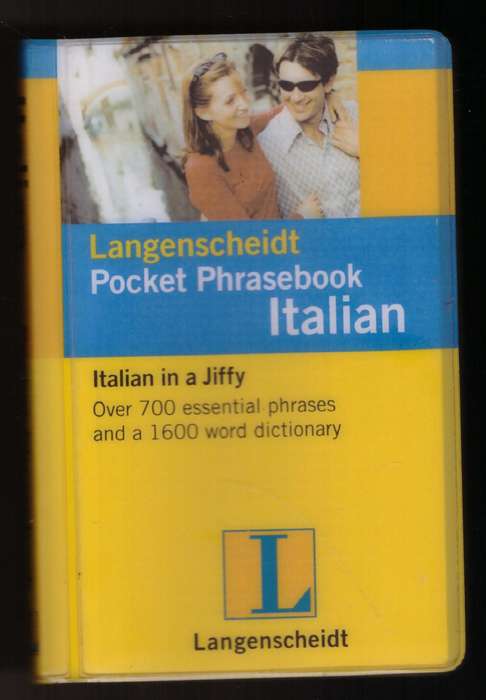 Langenscheidt
Pocket Phrasebook
Italian
Italian in a Jiffy
Over 700 essential phrases
and a 1600 word dictionary
L
Langenscheidt